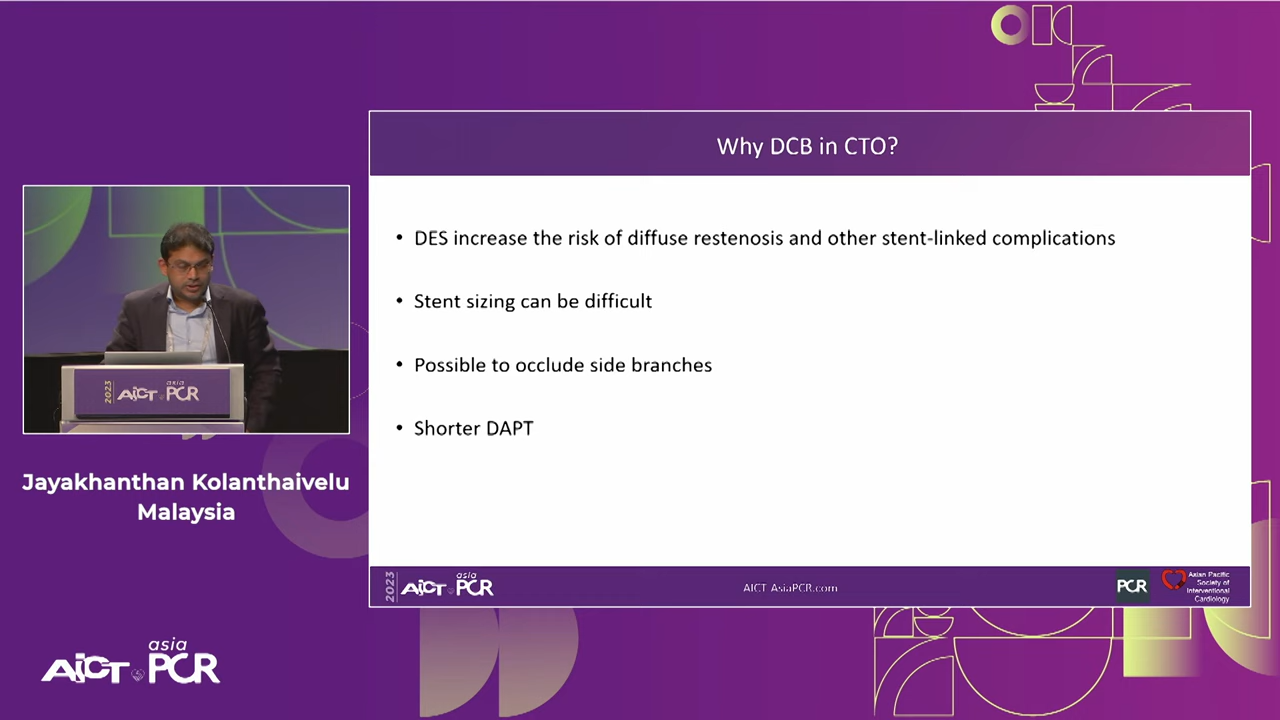 Why DCB in CTO?
• DES increase the risk of diffuse restenosis and other stent-linked complications
• Stent sizing can be difficult
• Possible to occlude side branches
• Shorter DAPT
2023 AICT asia PCR
Jayakhanthan Kolanthaivelu
Malaysia
2023 AICT asia PCR
AICT AsiaPCR.com
PCR
Asian Pacific
Society of
Interventional
Cardiology
AICT asia PCR